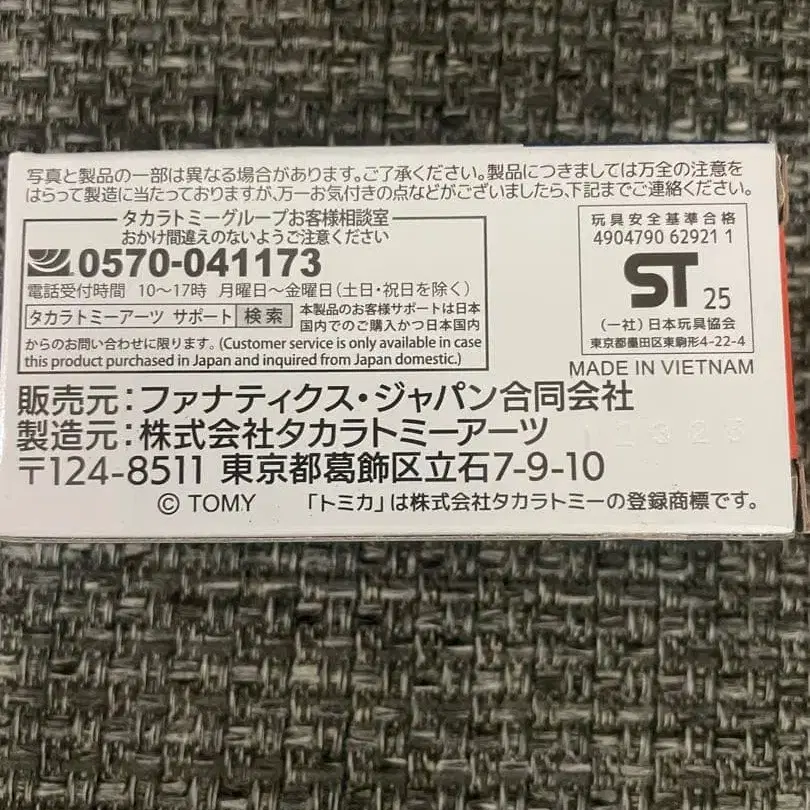 写真と製品の一部は異なる場合があります。ご了承ください。製品につきましては万全の注意を
はらって製造に当たっておりますが、万一お気付きの点などがございましたら、下記までご連絡ください。
タカラトミーグループお客様相談室
おかけ間違えのないようご注意ください
0570-041173
電話受付時間 10〜17時 月曜日〜金曜日(土日・祝日を除く)
タカラトミーアーツ サポート 検索 本製品のお客様サポートは日本
国内でのご購入かつ日本国内
からのお問い合わせに限ります。(Customer service is only available in case
this product purchased in Japan and inquired from Japan domestic.)
玩具安全基準合格
4904790 62921 1
ST 25
(一社)日本玩具協会
東京都墨田区東駒形4-22-4
MADE IN VIETNAM
販売元:ファナティクス・ジャパン合同会社
製造元:株式会社タカラトミーアーツ
〒124-8511 東京都葛飾区立石7-9-10
© TOMY 「トミカ」は株式会社タカラトミーの登録商標です。